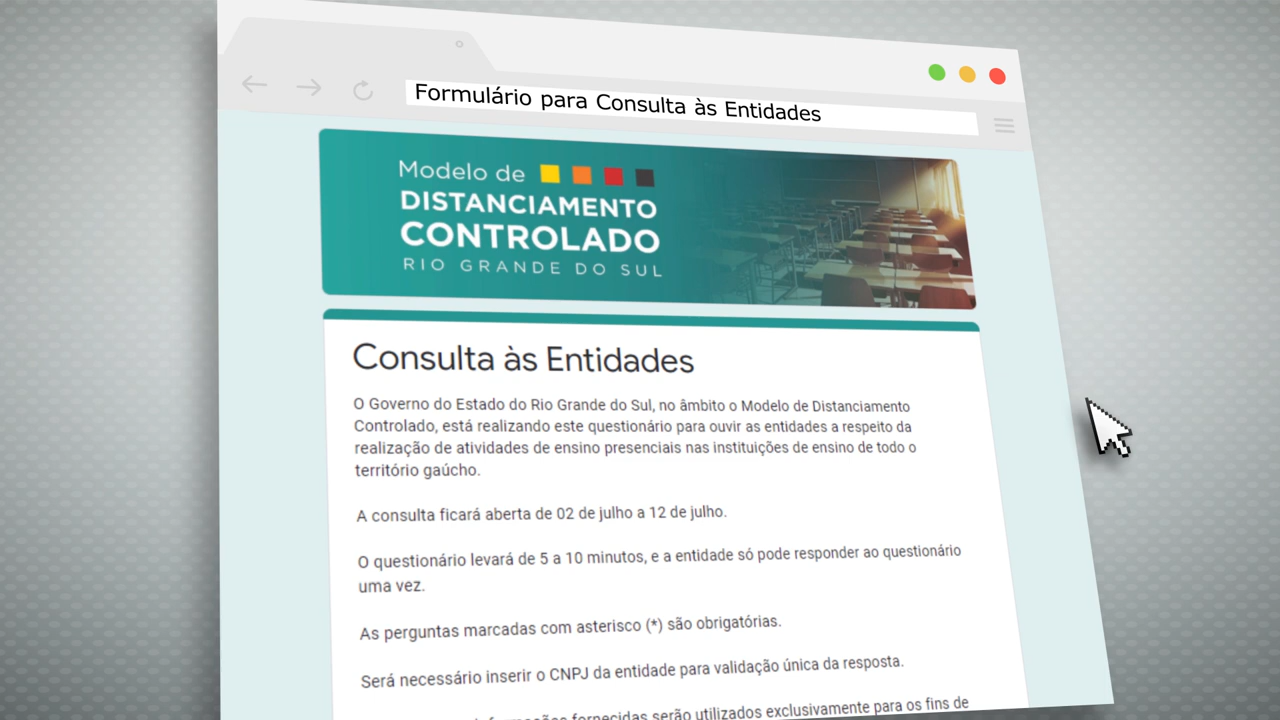 Formulário para Consulta às Entidades
Modelo de
DISTANCIAMENTO
CONTROLADO
RIO GRANDE DO SUL
Consulta às Entidades
O Governo do Estado do Rio Grande do Sul, no âmbito o Modelo de Distanciamento
Controlado, está realizando este questionário para ouvir as entidades a respeito da
realização de atividades de ensino presenciais nas instituições de ensino de todo o
território gaúcho.
A consulta ficará aberta de 02 de julho a 12 de julho.
O questionário levará de 5 a 10 minutos, e a entidade só pode responder ao questionário
uma vez.
As perguntas marcadas com asterisco (*) são obrigatórias.
Será necessário inserir o CNPJ da entidade para validação única da resposta.
fornecidas serão utilizados exclusivamente para os fins de